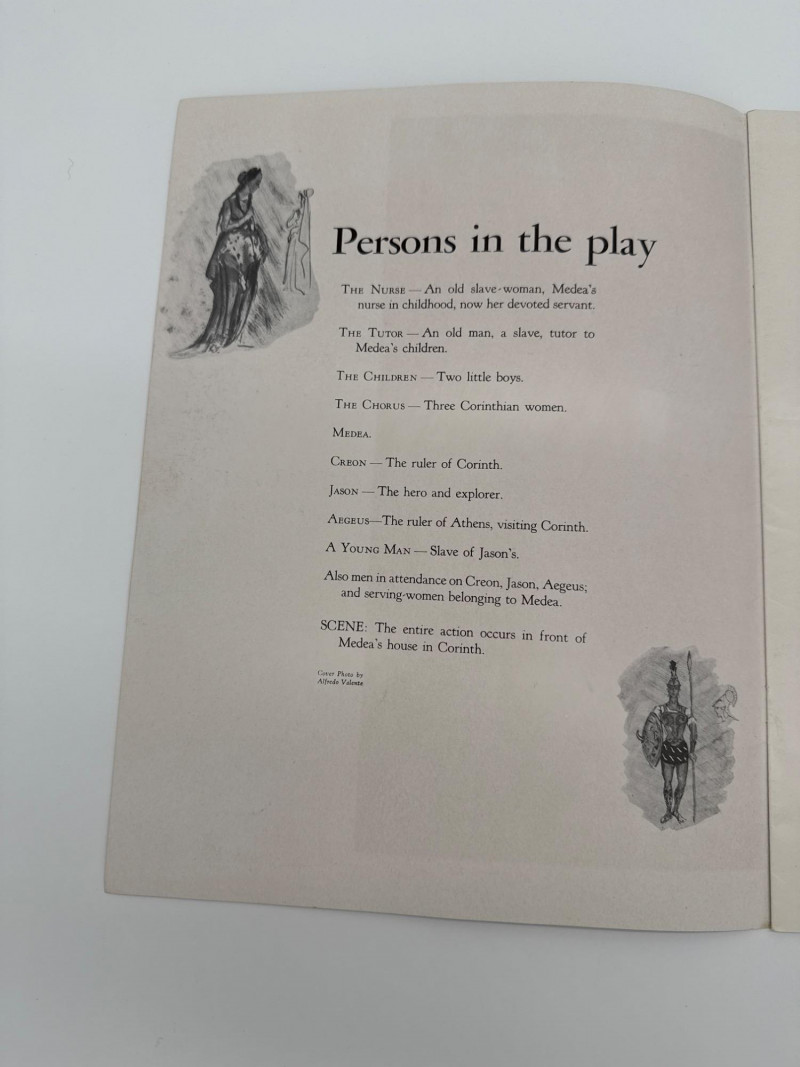 Persons in the play
The Nurse — An old slave-woman, Medea's
nurse in childhood, now her devoted servant.
The Tutor — An old man, a slave, tutor to
Medea's children.
The Children — Two little boys.
The Chorus — Three Corinthian women.
Medea.
Creon — The ruler of Corinth.
Jason — The hero and explorer.
Aegeus—The ruler of Athens, visiting Corinth.
A Young Man — Slave of Jason's.
Also men in attendance on Creon, Jason, Aegeus;
and serving-women belonging to Medea.
SCENE: The entire action occurs in front of
Medea's house in Corinth.
Cover Photo by
Alfredo Valente